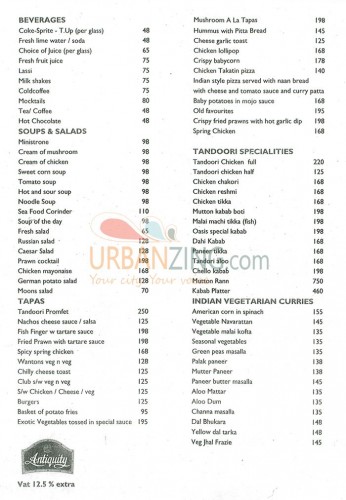 BEVERAGES
Coke-Sprite - T.Up (per glass) 48
Fresh lime water / soda 48
Choice of Juice (per glass) 65
Fresh fruit juice 75
Lassi 75
Milk shakes 75
Coldcoffee 75
Mocktails 80
Tea/ Coffee 48
Hot Chocolate 48
SOUPS & SALADS
Ministrone 98
Cream of mushroom 98
Cream of chicken 98
Sweet corn soup 98
Tomato soup 98
Hot and sour soup 98
Noodle Soup 98
Sea Food Corinder 110
Soup of the day 98
Fresh salad 65
Russian salad 128
Caesar Salad 128
Prawn cocktail 198
Chicken mayonaise 168
German potato salad 128
Moons salad 70
TAPAS
Tandoori Promfet 250
Nachos cheese sauce / salsa 125
Fish Finger w tartare sauce 198
Fried Prawn with tartare sauce 198
Spicy spring chicken 168
Wantons veg n veg 128
Chilly cheese toast 125
Club s/w veg n veg 125
S/w Chicken / Cheese / veg 125
Burgers 125
Basket of potato fries 95
Exotic Vegetables tossed in special sauce 195
Antiquity
Vat 12.5 % extra
Mushroom A La Tapas 198
Hummus with Pitta Bread 145
Cheese garlic toast 125
Chicken lollypop 168
Crispy babycorn 178
Chicken Takatin pizza 140
Indian style pizza served with naan bread
with cheese and tomato sauce and curry patta
Baby potatoes in mojo sauce 168
Old favourites 195
Crispy fried prawns with hot garlic dip 198
Spring Chicken 168
TANDOORI SPECIALITIES
Tandoori Chicken full 220
Tandoori chicken half 125
Chicken chakori 168
Chicken reshmi 168
Chicken tikka 168
Mutton kabab boti 198
Malai machi tikka (fish) 198
Oasis special kabab 198
Dahi Kabab 168
Paneer tikka 168
Tandori aloo 168
Chello kabab 198
Mutton Rann 750
Kabab Platter 460
INDIAN VEGETARIAN CURRIES
American corn in spinach 155
Vegetable Navarattan 145
Vegetable malai kofta 145
Seasonal vegetables 135
Green peas masalla 135
Palak paneer 138
Mutter Paneer 138
Paneer butter masalla 145
Aloo Mattar 135
Aloo Dum 135
Channa masalla 135
Dal Bhukara 148
Yellow dal tarka 138
Veg Jhal Frazie 145
URBANZING.com
Your city Your voice